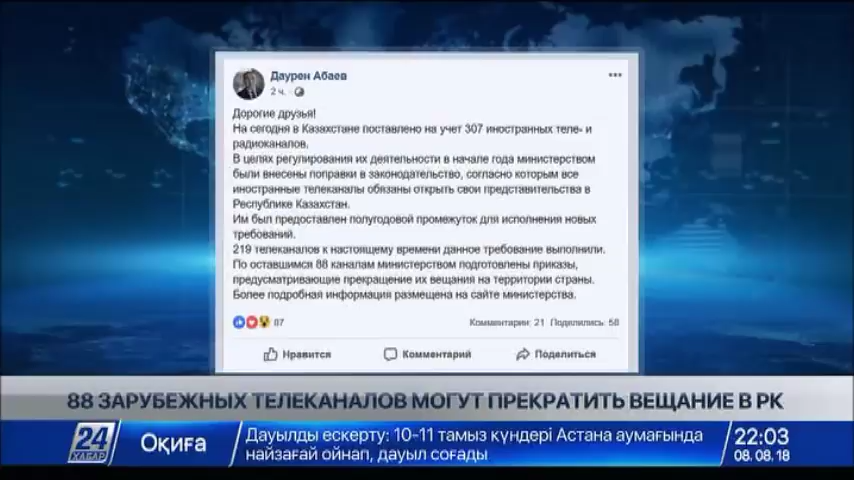 Даурен Абаев
2 ч.
Дорогие друзья!
На сегодня в Казахстане поставлено на учет 307 иностранных теле- и
радиоканалов.
В целях регулирования их деятельности в начале года министерством
были внесены поправки в законодательство, согласно которым все
иностранные телеканалы обязаны открыть свои представительства в
Республике Казахстан.
Им был предоставлен полугодовой промежуток для исполнения новых
требований.
219 телеканалов к настоящему времени данное требование выполнили.
По оставшимся 88 каналам министерством подготовлены приказы,
предусматривающие прекращение их вещания на территории страны.
Более подробная информация размещена на сайте министерства.
87 Комментарии: 21 Поделились: 58
Нравится Комментарий Поделиться
88 ЗАРУБЕЖНЫХ ТЕЛЕКАНАЛОВ МОГУТ ПРЕКРАТИТЬ ВЕЩАНИЕ В РК
24
ХАБАР
Оқиға
Дауылды ескерту: 10-11 тамыз күндері Астана аумағында
найзағай ойнап, дауыл соғады
22:03
08.08.18